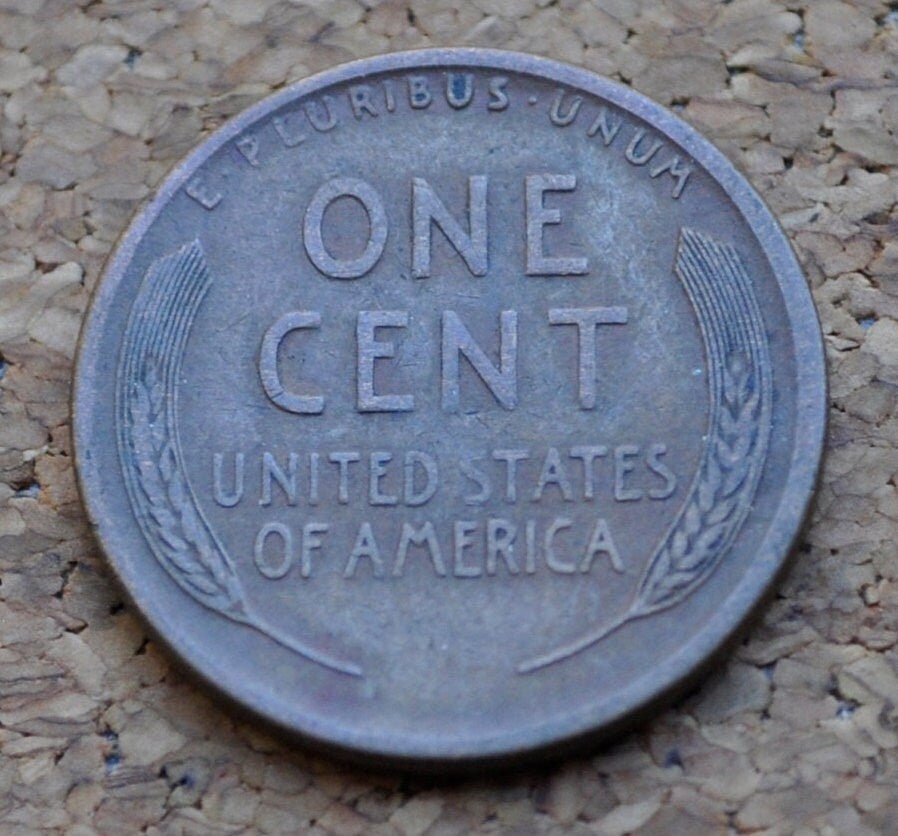 E·PLURIBUS·UNUM
ONE
CENT
UNITED STATES
OF AMERICA